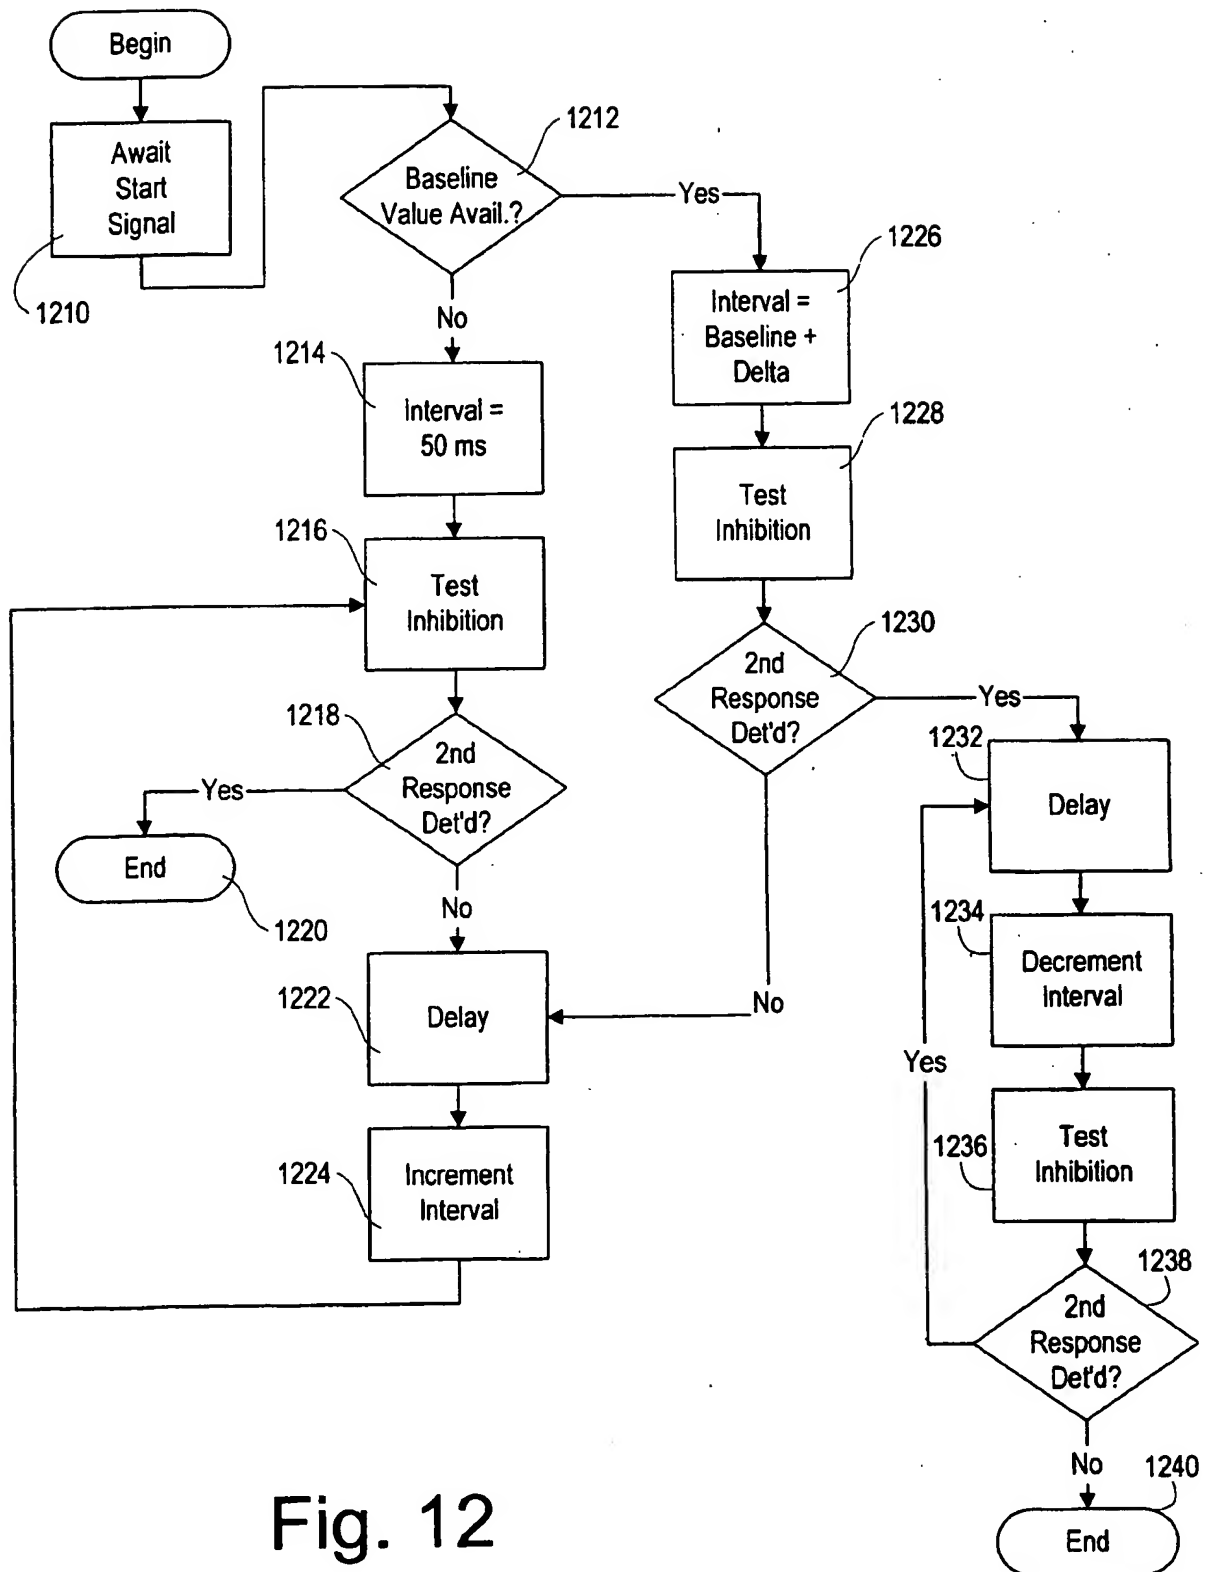 Begin
Await
Start
Signal
1210
Baseline
Value Avail.?
1212
Yes
No
1214
Interval =
50 ms
1216
Test
Inhibition
1218
2nd
Response
Det'd?
Yes
End
1220
No
1222
Delay
1224
Increment
Interval
1226
Interval =
Baseline +
Delta
1228
Test
Inhibition
1230
2nd
Response
Det'd?
Yes
No
1232
Delay
1234
Decrement
Interval
Yes
1236
Test
Inhibition
1238
2nd
Response
Det'd?
No
1240
End
Fig. 12